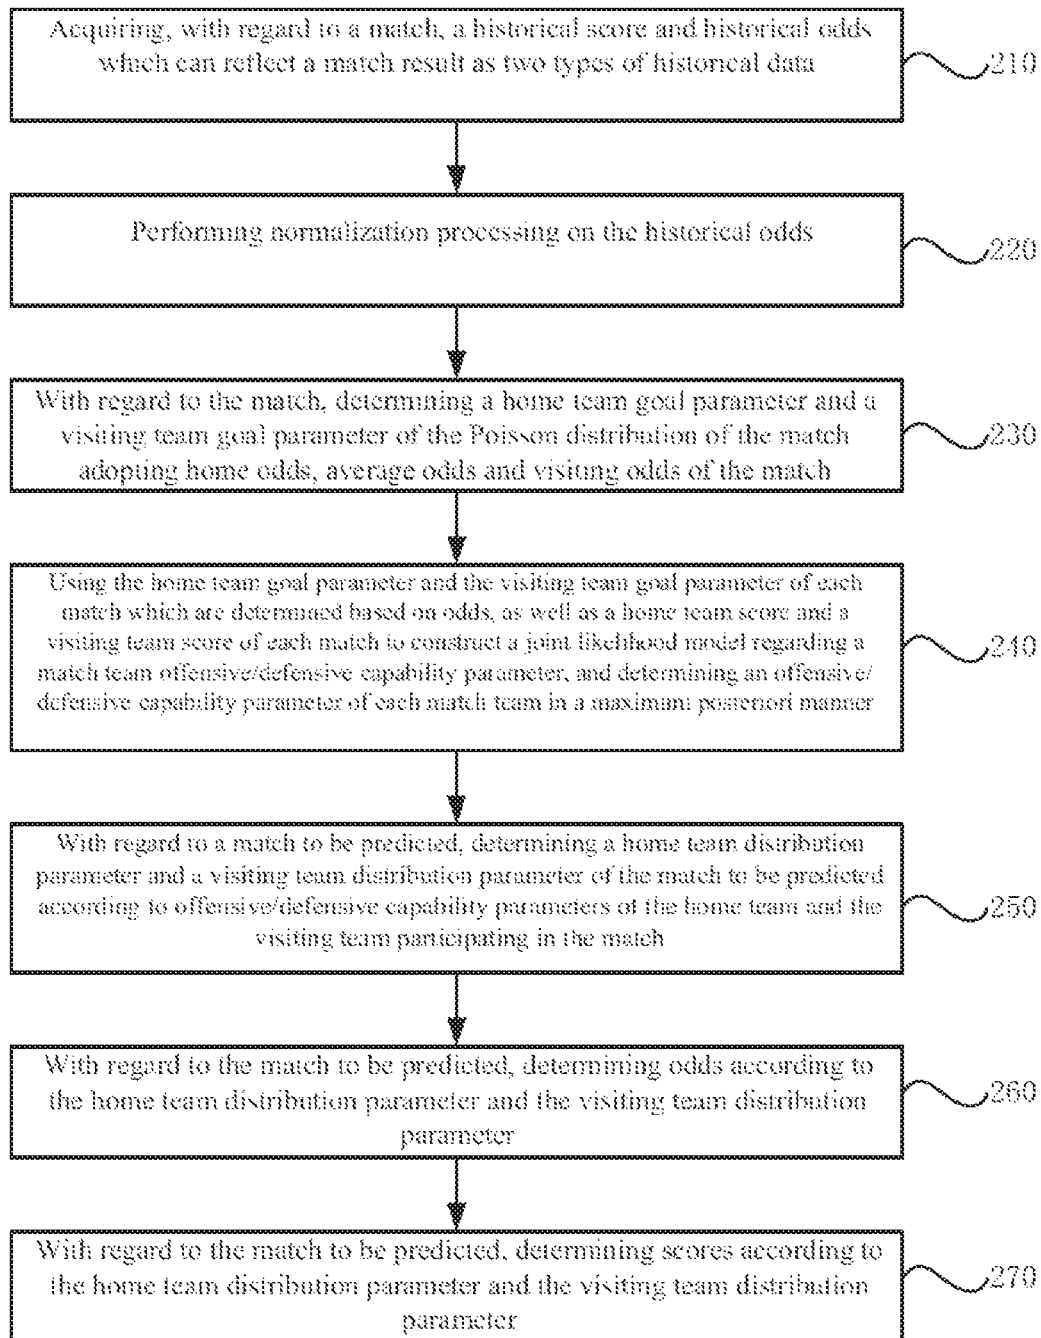 Acquiring, with regard to a match, a historical score and historical odds
which can reflect a match result as two types of historical data
210
Performing normalization processing on the historical odds
220
With regard to the match, determining a home team goal parameter and a
visiting team goal parameter of the Poisson distribution of the match
adopting home odds, average odds and visiting odds of the match
230
Using the home team goal parameter and the visiting team goal parameter of each
match which are determined based on odds, as well as a home team score and a
visiting team score of each match to construct a joint likelihood model regarding a
match team offensive/defensive capability parameter, and determining an offensive/
defensive capability parameter of each match team in a maximum posteriori manner
240
With regard to a match to be predicted, determining a home team distribution
parameter and a visiting team distribution parameter of the match to be predicted
according to offensive/defensive capability parameters of the home team and the
visiting team participating in the match
250
With regard to the match to be predicted, determining odds according to
the home team distribution parameter and the visiting team distribution
parameter
260
With regard to the match to be predicted, determining scores according to
the home team distribution parameter and the visiting team distribution
parameter
270